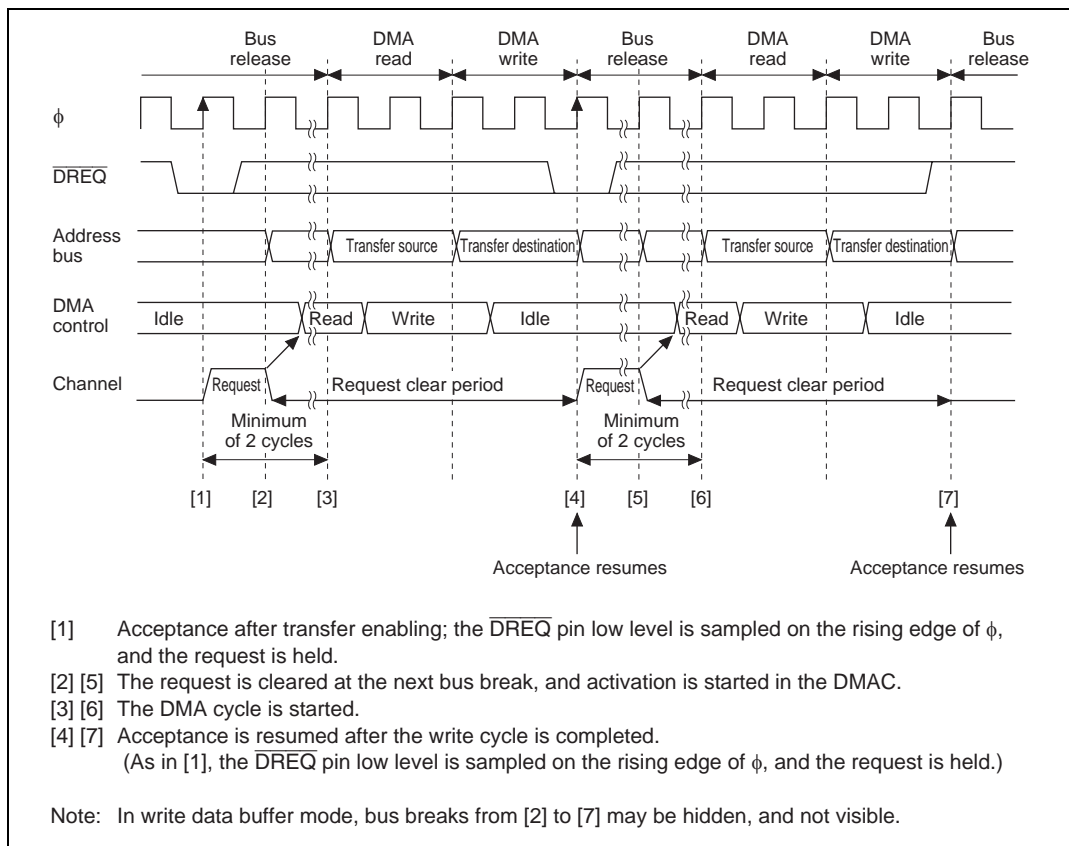 Bus release DMA read DMA write Bus release DMA read DMA write Bus release
φ
DREQ
Address bus Transfer source Transfer destination Transfer source Transfer destination
DMA control Idle Read Write Idle Read Write Idle
Channel Request Request clear period Request Request clear period
Minimum of 2 cycles Minimum of 2 cycles
[1] [2] [3] [4] [5] [6] [7]
Acceptance resumes Acceptance resumes
[1] Acceptance after transfer enabling; the DREQ pin low level is sampled on the rising edge of φ,
and the request is held.
[2] [5] The request is cleared at the next bus break, and activation is started in the DMAC.
[3] [6] The DMA cycle is started.
[4] [7] Acceptance is resumed after the write cycle is completed.
(As in [1], the DREQ pin low level is sampled on the rising edge of φ, and the request is held.)
Note: In write data buffer mode, bus breaks from [2] to [7] may be hidden, and not visible.